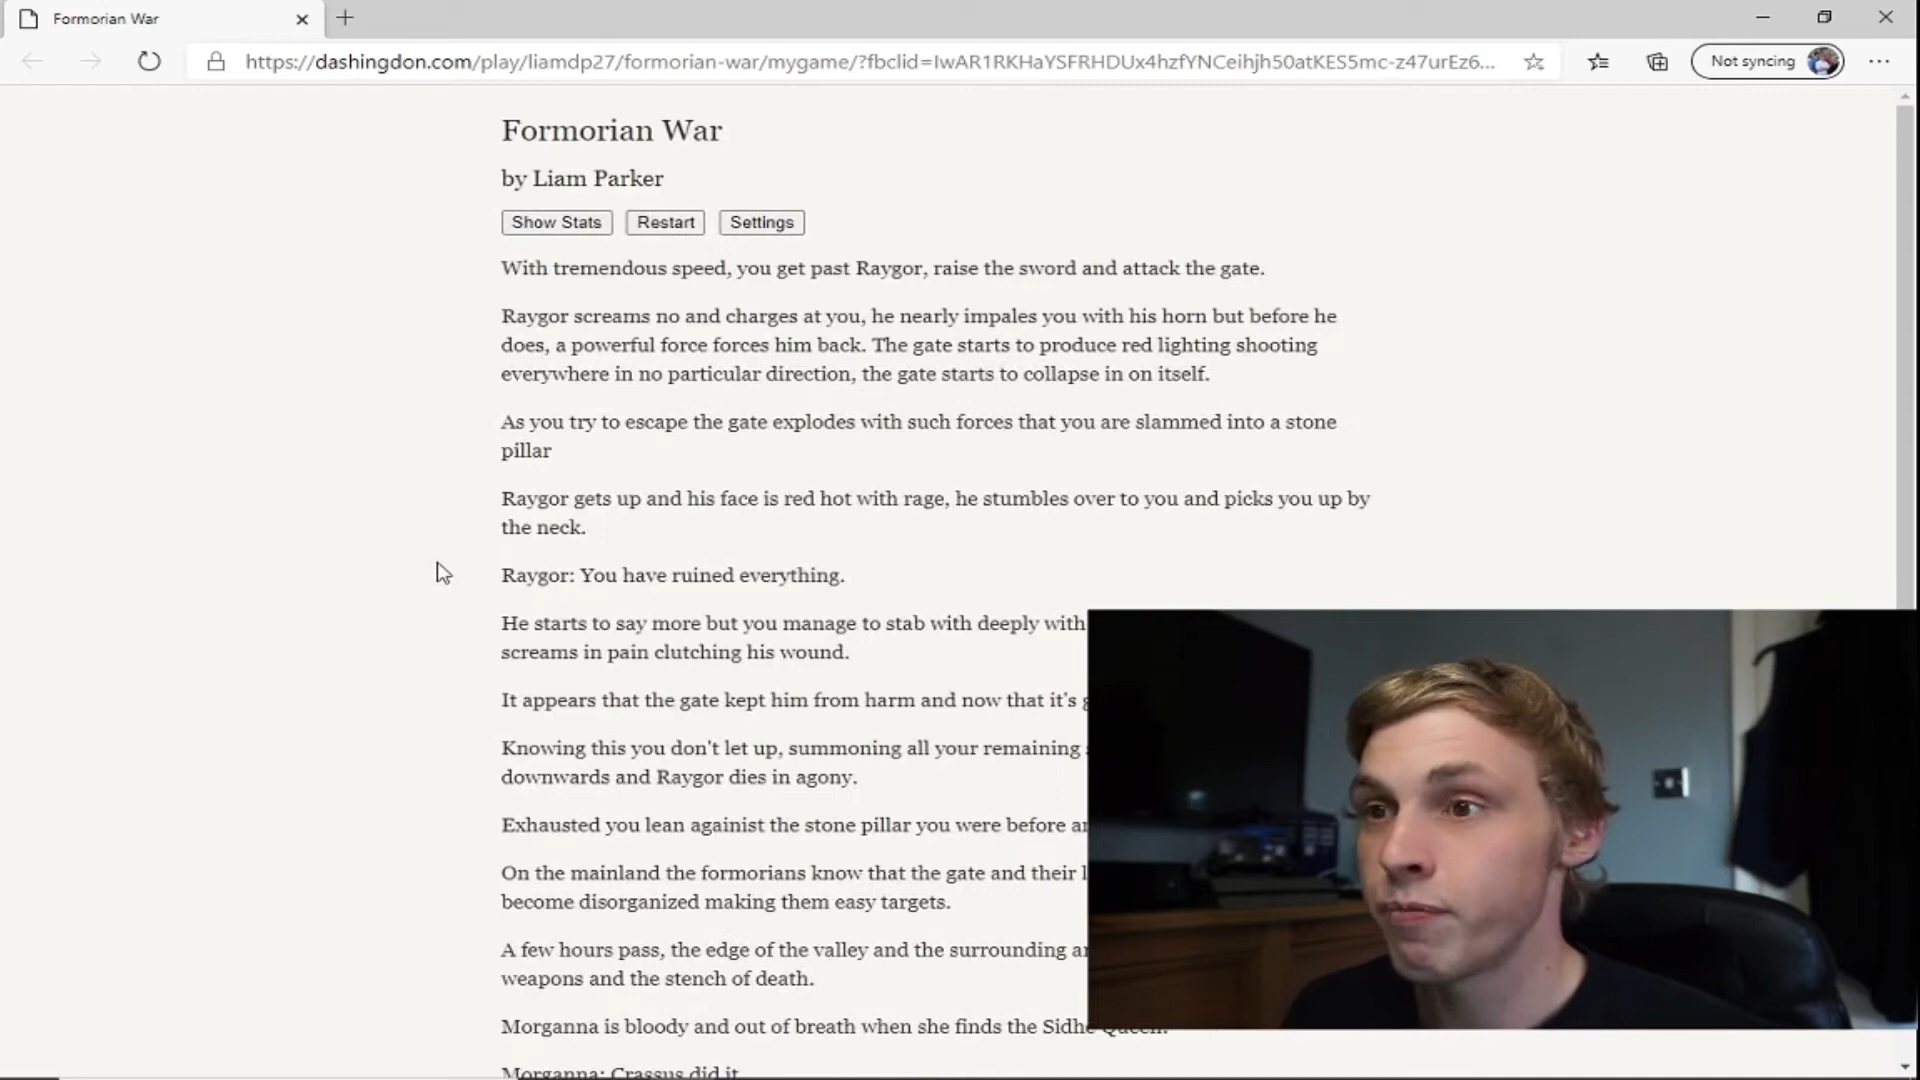 Formorian War
Not syncing
https://dashingdon.com/play/liamdp27/formorian-war/mygame/?fbclid=IwAR1RKHaYSFRHDUx4hzfYNCeihjh50atKES5mc-z47urEz6...
Formorian War
by Liam Parker
Show Stats Restart Settings
With tremendous speed, you get past Raygor, raise the sword and attack the gate.
Raygor screams no and charges at you, he nearly impales you with his horn but before he
does, a powerful force forces him back. The gate starts to produce red lighting shooting
everywhere in no particular direction, the gate starts to collapse in on itself.
As you try to escape the gate explodes with such forces that you are slammed into a stone
pillar
Raygor gets up and his face is red hot with rage, he stumbles over to you and picks you up by
the neck.
Raygor: You have ruined everything.
He starts to say more but you manage to stab with deeply with
screams in pain clutching his wound.
It appears that the gate kept him from harm and now that it's
Knowing this you don't let up, summoning all your remaining
downwards and Raygor dies in agony.
Exhausted you lean againist the stone pillar you were before
On the mainland the formorians know that the gate and their
become disorganized making them easy targets.
A few hours pass, the edge of the valley and the surrounding
weapons and the stench of death.
Morganna is bloody and out of breath when she finds the Sidhe Queen.
Morganna: Crassus did it